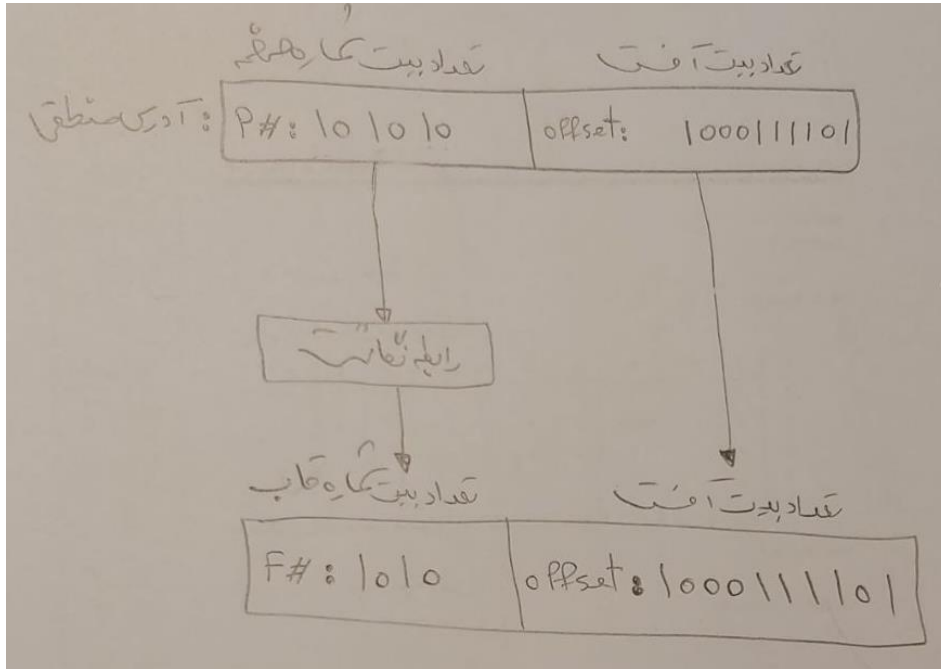 تعداد بیت شماره صفحه تعداد بیت آفست
آدرس منطقی: P#: 101010 offset: 1000111101
رابطه نگاشت
تعداد بیت شماره قاب تعداد بیت آفست
F#: 1010 offset: 1000111101